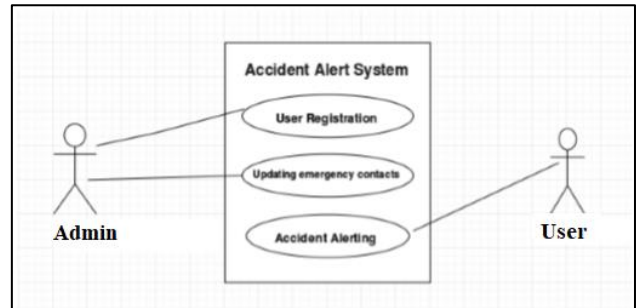 Accident Alert System
User Registration
Updating emergency contacts
Accident Alerting
Admin
User